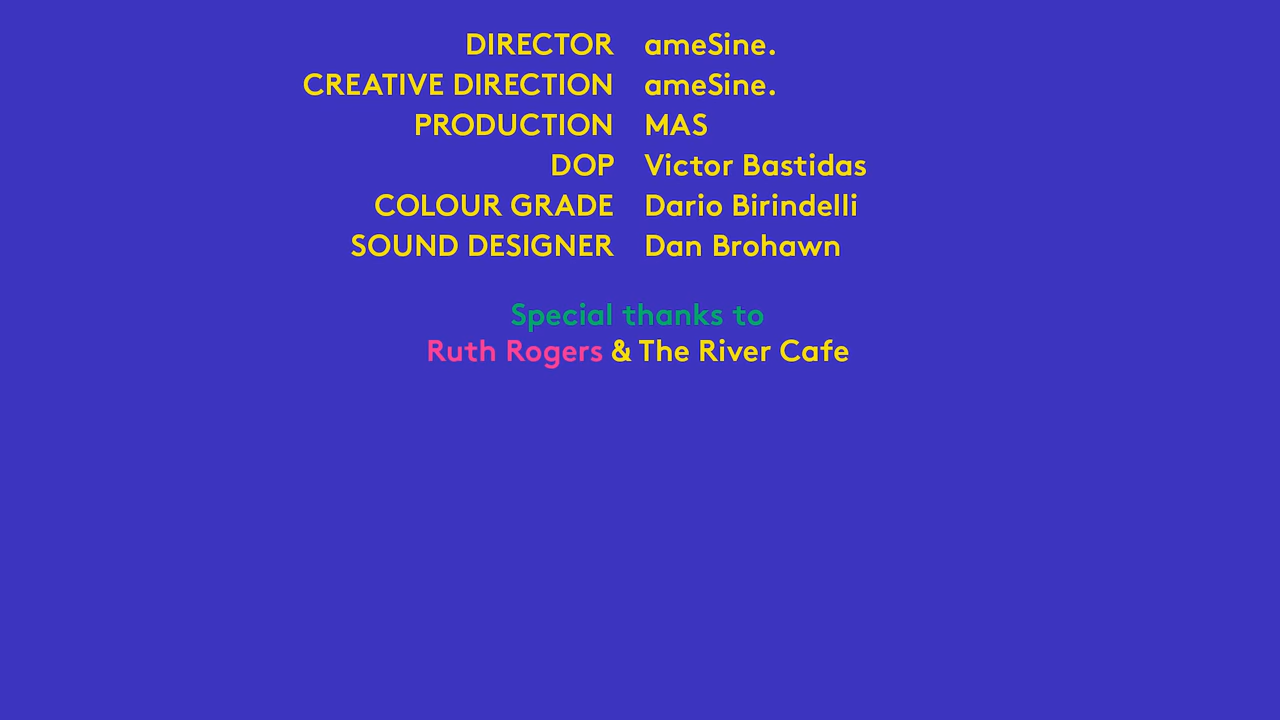 DIRECTOR ameSine.
CREATIVE DIRECTION ameSine.
PRODUCTION MAS
DOP Victor Bastidas
COLOUR GRADE Dario Birindelli
SOUND DESIGNER Dan Brohawn
Special thanks to
Ruth Rogers & The River Cafe